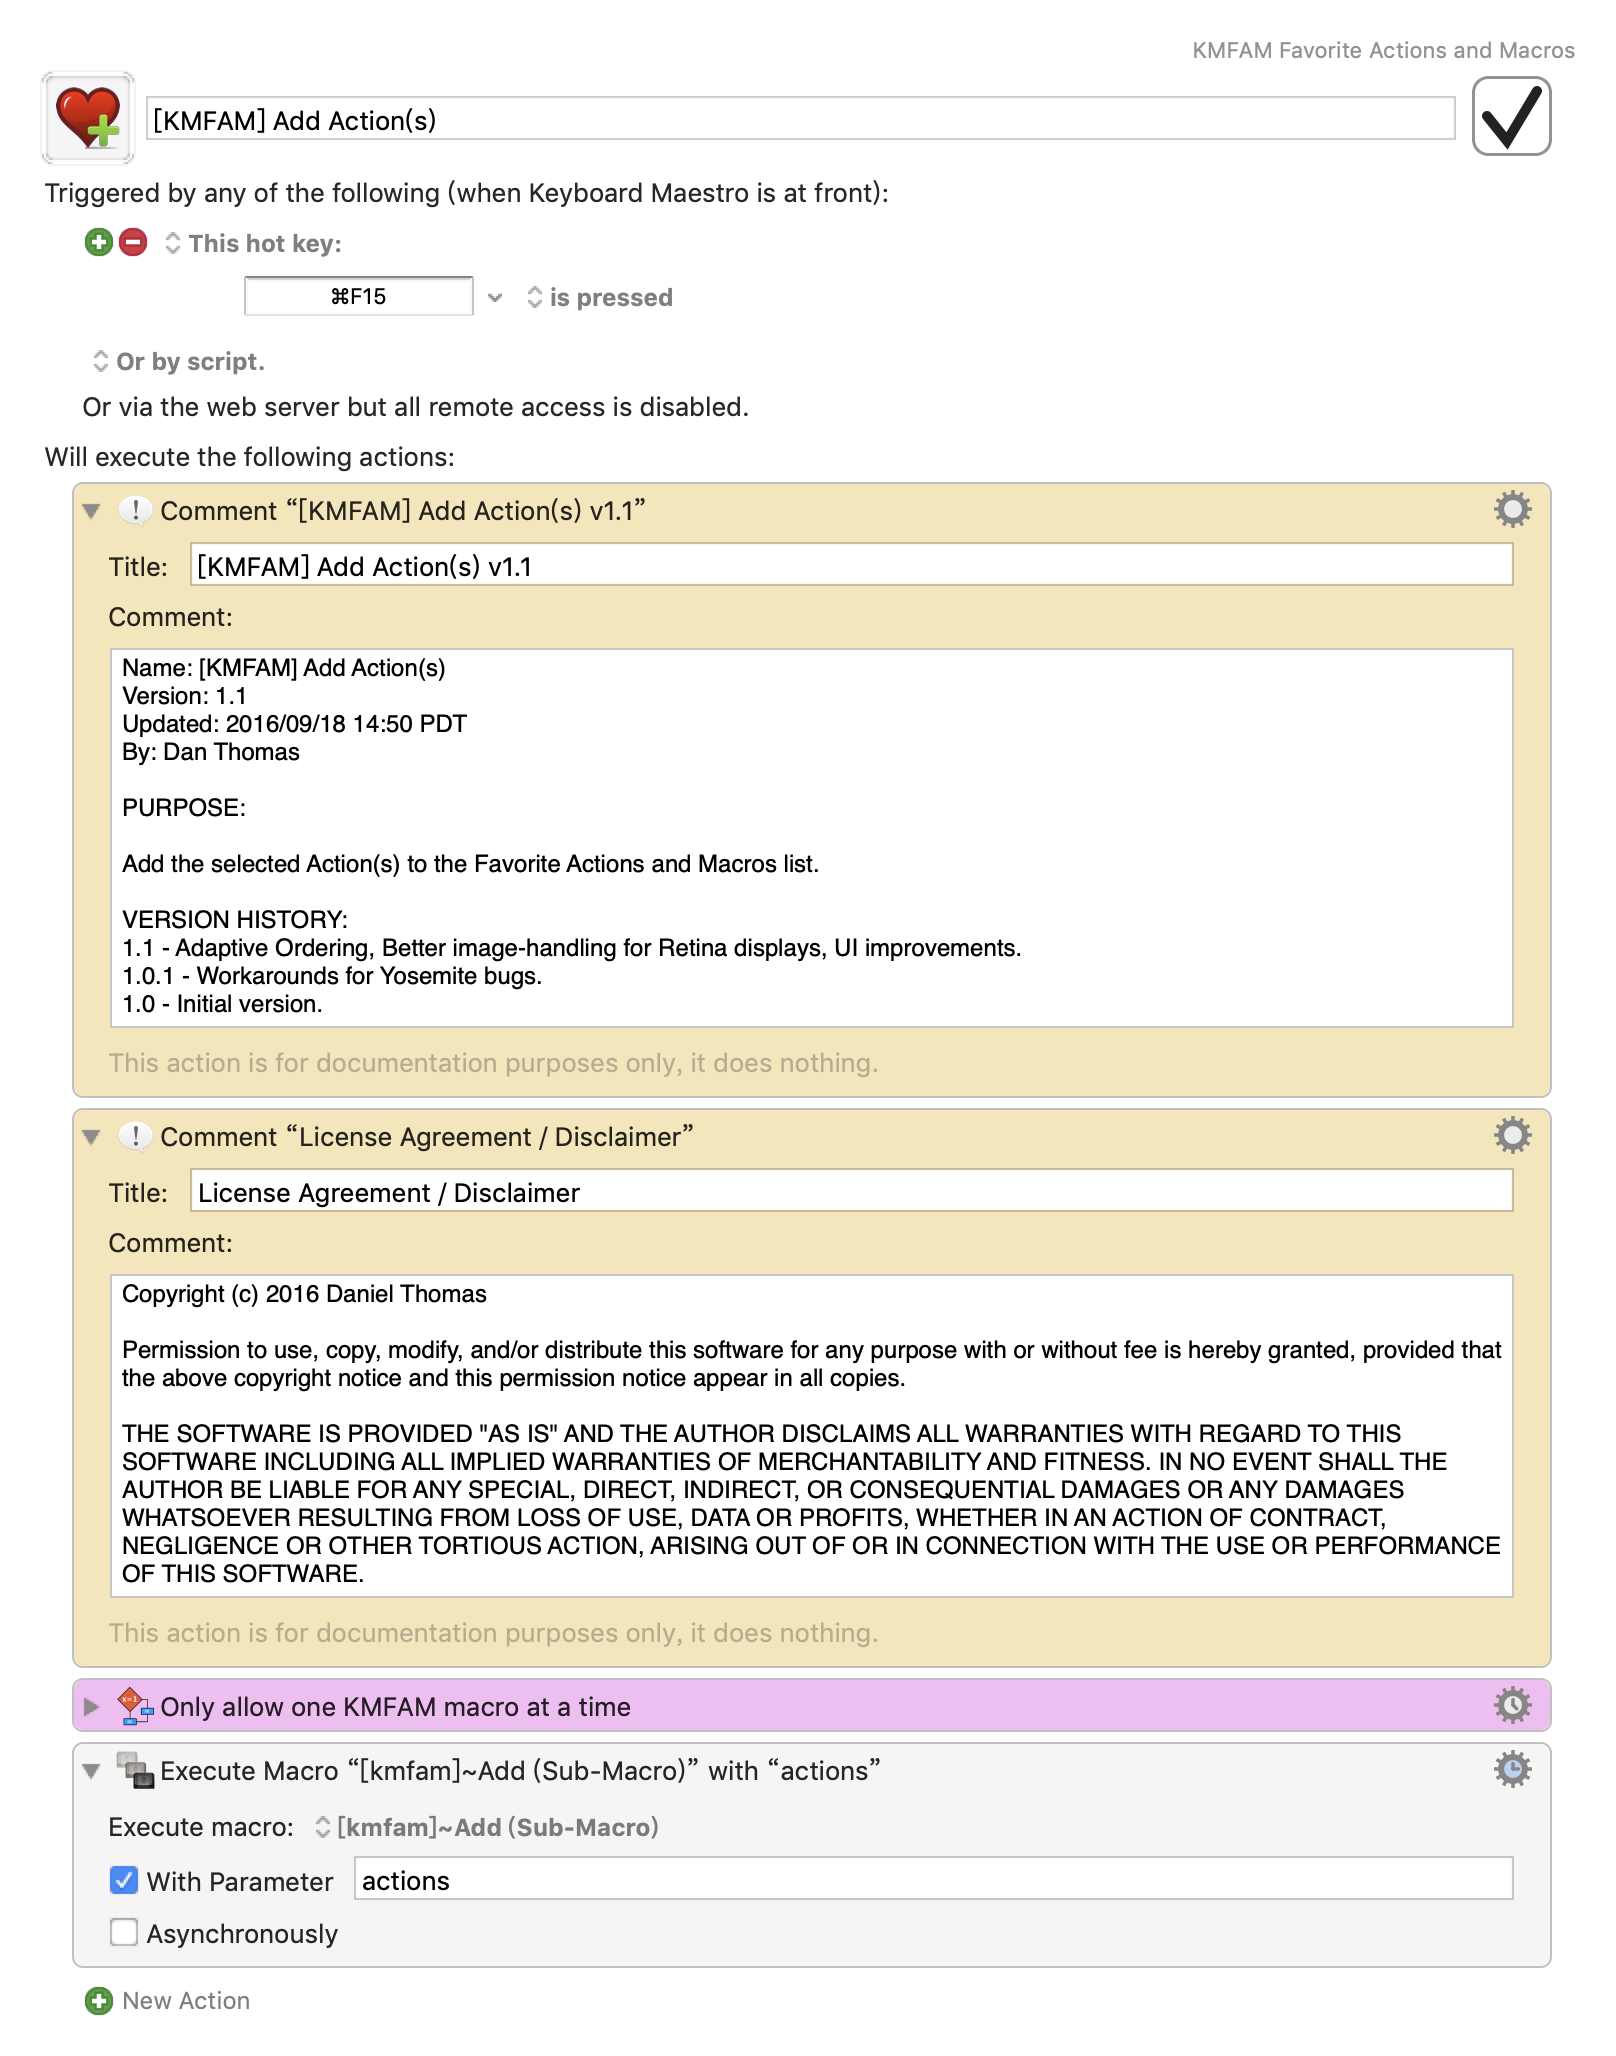 KMFAM Favorite Actions and Macros
[KMFAM] Add Action(s)
Triggered by any of the following (when Keyboard Maestro is at front):
This hot key:
⌘F15
is pressed
Or by script.
Or via the web server but all remote access is disabled.
Will execute the following actions:
Comment “[KMFAM] Add Action(s) v1.1”
Title: [KMFAM] Add Action(s) v1.1
Comment:
Name: [KMFAM] Add Action(s)
Version: 1.1
Updated: 2016/09/18 14:50 PDT
By: Dan Thomas
PURPOSE:
Add the selected Action(s) to the Favorite Actions and Macros list.
VERSION HISTORY:
1.1 - Adaptive Ordering, Better image-handling for Retina displays, UI improvements.
1.0.1 - Workarounds for Yosemite bugs.
1.0 - Initial version.
This action is for documentation purposes only, it does nothing.
Comment “License Agreement / Disclaimer”
Title: License Agreement / Disclaimer
Comment:
Copyright (c) 2016 Daniel Thomas
Permission to use, copy, modify, and/or distribute this software for any purpose with or without fee is hereby granted, provided that
the above copyright notice and this permission notice appear in all copies.
THE SOFTWARE IS PROVIDED "AS IS" AND THE AUTHOR DISCLAIMS ALL WARRANTIES WITH REGARD TO THIS
SOFTWARE INCLUDING ALL IMPLIED WARRANTIES OF MERCHANTABILITY AND FITNESS. IN NO EVENT SHALL THE
AUTHOR BE LIABLE FOR ANY SPECIAL, DIRECT, INDIRECT, OR CONSEQUENTIAL DAMAGES OR ANY DAMAGES
WHATSOEVER RESULTING FROM LOSS OF USE, DATA OR PROFITS, WHETHER IN AN ACTION OF CONTRACT,
NEGLIGENCE OR OTHER TORTIOUS ACTION, ARISING OUT OF OR IN CONNECTION WITH THE USE OR PERFORMANCE
OF THIS SOFTWARE.
This action is for documentation purposes only, it does nothing.
Only allow one KMFAM macro at a time
Execute Macro “[kmfam]~Add (Sub-Macro)” with “actions”
Execute macro: [kmfam]~Add (Sub-Macro)
With Parameter actions
Asynchronously
New Action